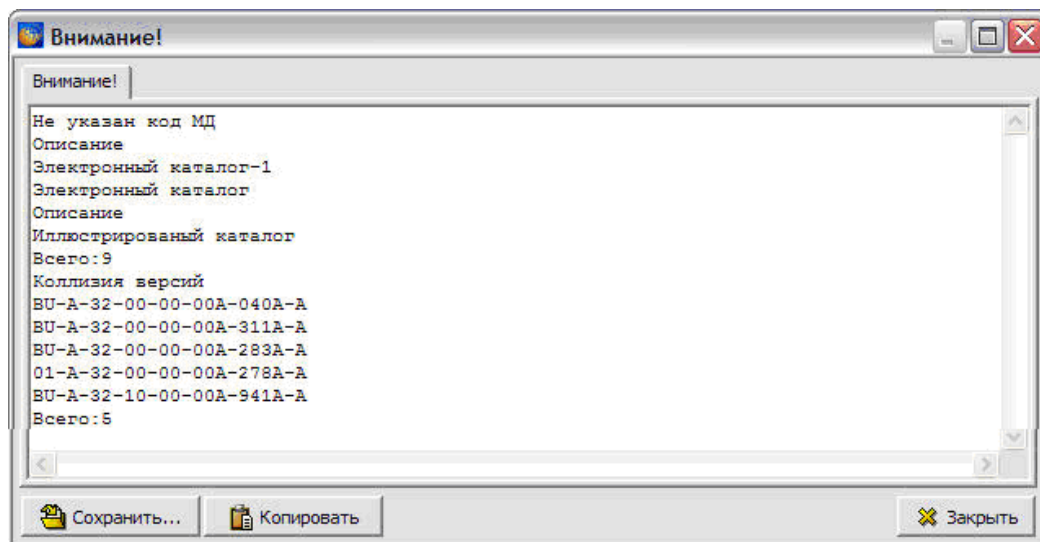 Внимание!
Внимание!
Не указан код МД
Описание
Электронный каталог-1
Электронный каталог
Описание
Иллюстрированый каталог
Всего:9
Коллизия версий
BU-A-32-00-00-00A-040A-A
BU-A-32-00-00-00A-311A-A
BU-A-32-00-00-00A-283A-A
01-A-32-00-00-00A-278A-A
BU-A-32-10-00-00A-941A-A
Всего:5
Сохранить... Копировать Закрыть